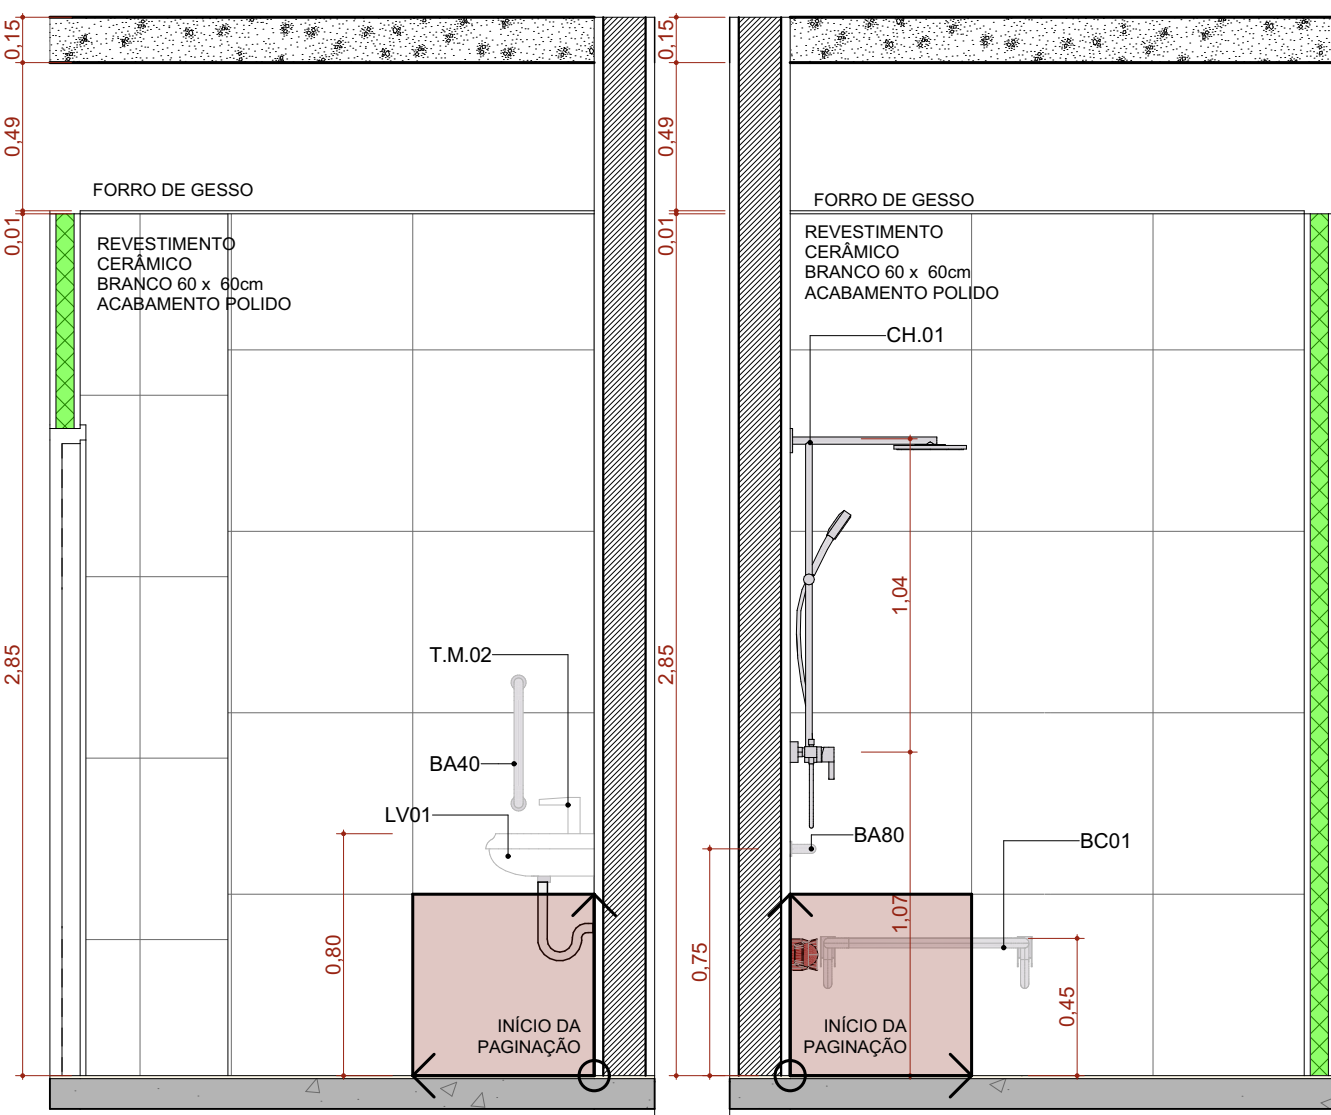 0,15
0,49
0,01
2,85
FORRO DE GESSO
REVESTIMENTO
CERÂMICO
BRANCO 60 x 60cm
ACABAMENTO POLIDO
T.M.02
BA40
LV01
0,80
INÍCIO DA
PAGINAÇÃO
0,15
0,49
0,01
2,85
FORRO DE GESSO
REVESTIMENTO
CERÂMICO
BRANCO 60 x 60cm
ACABAMENTO POLIDO
CH.01
1,04
BA80
BC01
1,07
0,75
0,45
INÍCIO DA
PAGINAÇÃO